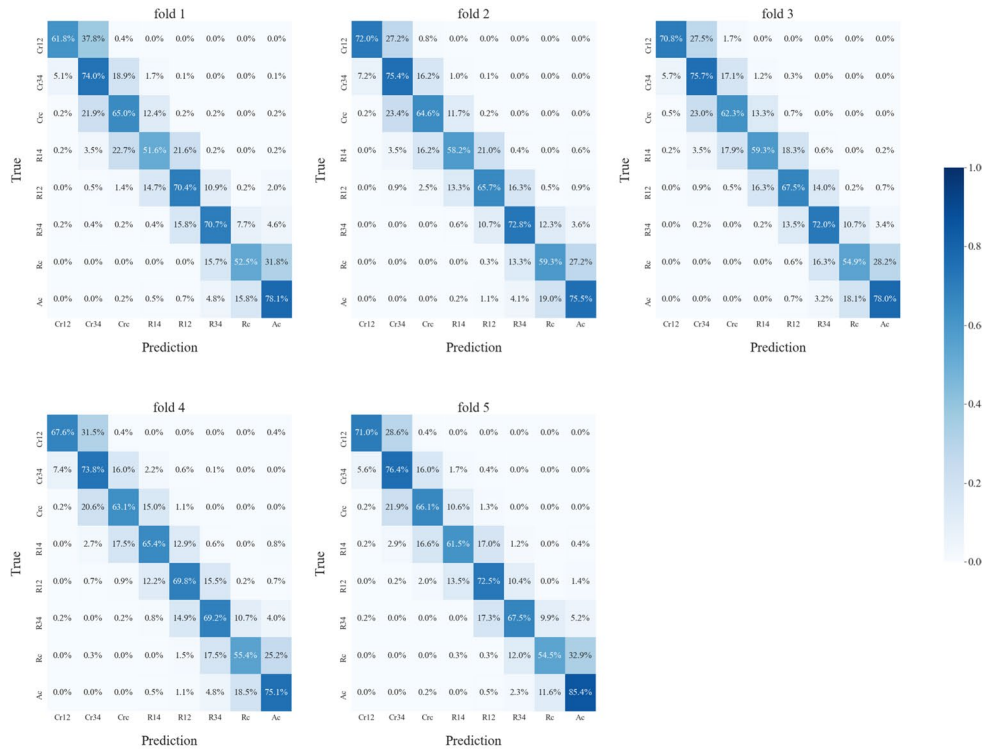 fold 1
Cr12 61.8% 37.8% 0.4% 0.0% 0.0% 0.0% 0.0% 0.0%
Cr34 5.1% 74.0% 18.9% 1.7% 0.1% 0.0% 0.0% 0.1%
Crc 0.2% 21.9% 65.0% 12.4% 0.2% 0.2% 0.0% 0.2%
R14 0.2% 3.5% 22.7% 51.6% 21.6% 0.2% 0.0% 0.2%
R12 0.0% 0.5% 1.4% 14.7% 70.4% 10.9% 0.2% 2.0%
R34 0.2% 0.4% 0.2% 0.4% 15.8% 70.7% 7.7% 4.6%
Rc 0.0% 0.0% 0.0% 0.0% 0.0% 15.7% 52.5% 31.8%
Ac 0.0% 0.0% 0.2% 0.5% 0.7% 4.8% 15.8% 78.1%
Cr12 Cr34 Crc R14 R12 R34 Rc Ac
True
Prediction
fold 2
Cr12 72.0% 27.2% 0.8% 0.0% 0.0% 0.0% 0.0% 0.0%
Cr34 7.2% 75.4% 16.2% 1.0% 0.1% 0.0% 0.0% 0.0%
Crc 0.2% 23.4% 64.6% 11.7% 0.2% 0.0% 0.0% 0.0%
R14 0.0% 3.5% 16.2% 58.2% 21.0% 0.4% 0.0% 0.6%
R12 0.0% 0.9% 2.5% 13.3% 65.7% 16.3% 0.5% 0.9%
R34 0.0% 0.0% 0.0% 0.6% 10.7% 72.8% 12.3% 3.6%
Rc 0.0% 0.0% 0.0% 0.0% 0.3% 13.3% 59.3% 27.2%
Ac 0.0% 0.0% 0.0% 0.2% 1.1% 4.1% 19.0% 75.5%
Cr12 Cr34 Crc R14 R12 R34 Rc Ac
True
Prediction
fold 3
Cr12 70.8% 27.5% 1.7% 0.0% 0.0% 0.0% 0.0% 0.0%
Cr34 5.7% 75.7% 17.1% 1.2% 0.3% 0.0% 0.0% 0.0%
Crc 0.5% 23.0% 62.3% 13.3% 0.7% 0.0% 0.0% 0.0%
R14 0.2% 3.5% 17.9% 59.3% 18.3% 0.6% 0.0% 0.2%
R12 0.0% 0.9% 0.5% 16.3% 67.5% 14.0% 0.2% 0.7%
R34 0.0% 0.2% 0.0% 0.2% 13.5% 72.0% 10.7% 3.4%
Rc 0.0% 0.0% 0.0% 0.0% 0.6% 16.3% 54.9% 28.2%
Ac 0.0% 0.0% 0.0% 0.0% 0.7% 3.2% 18.1% 78.0%
Cr12 Cr34 Crc R14 R12 R34 Rc Ac
True
Prediction
1.0
0.8
0.6
0.4
0.2
0.0
fold 4
Cr12 67.6% 31.5% 0.4% 0.0% 0.0% 0.0% 0.0% 0.4%
Cr34 7.4% 73.8% 16.0% 2.2% 0.6% 0.1% 0.0% 0.0%
Crc 0.2% 20.6% 63.1% 15.0% 1.1% 0.0% 0.0% 0.0%
R14 0.0% 2.7% 17.5% 65.4% 12.9% 0.6% 0.0% 0.8%
R12 0.0% 0.7% 0.9% 12.2% 69.8% 15.5% 0.2% 0.7%
R34 0.2% 0.0% 0.2% 0.8% 14.9% 69.2% 10.7% 4.0%
Rc 0.0% 0.3% 0.0% 0.0% 1.5% 17.5% 55.4% 25.2%
Ac 0.0% 0.0% 0.0% 0.5% 1.1% 4.8% 18.5% 75.1%
Cr12 Cr34 Crc R14 R12 R34 Rc Ac
True
Prediction
fold 5
Cr12 71.0% 28.6% 0.4% 0.0% 0.0% 0.0% 0.0% 0.0%
Cr34 5.6% 76.4% 16.0% 1.7% 0.4% 0.0% 0.0% 0.0%
Crc 0.2% 21.9% 66.1% 10.6% 1.3% 0.0% 0.0% 0.0%
R14 0.2% 2.9% 16.6% 61.5% 17.0% 1.2% 0.0% 0.4%
R12 0.0% 0.2% 2.0% 13.5% 72.5% 10.4% 0.0% 1.4%
R34 0.0% 0.0% 0.0% 0.0% 17.3% 67.5% 9.9% 5.2%
Rc 0.0% 0.0% 0.0% 0.3% 0.3% 12.0% 54.5% 32.9%
Ac 0.0% 0.0% 0.2% 0.0% 0.5% 2.3% 11.6% 85.4%
Cr12 Cr34 Crc R14 R12 R34 Rc Ac
True
Prediction